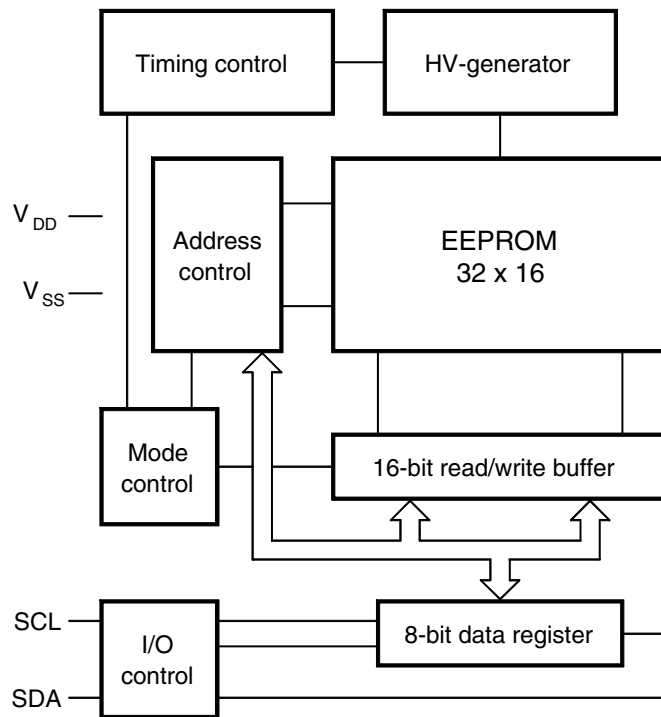 Timing control
HV-generator
V DD
V SS
Address
control
EEPROM
32 x 16
Mode
control
16-bit read/write buffer
SCL
SDA
I/O
control
8-bit data register